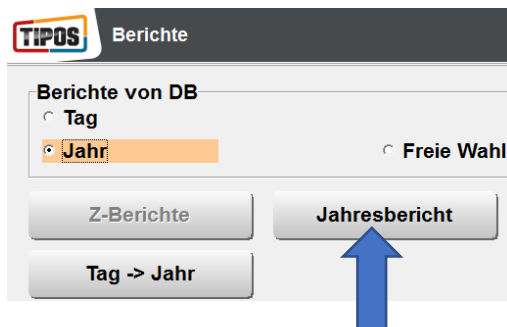 TIPOS Berichte
Berichte von DB
Tag
Jahr Freie Wahl
Z-Berichte Jahresbericht
Tag -> Jahr